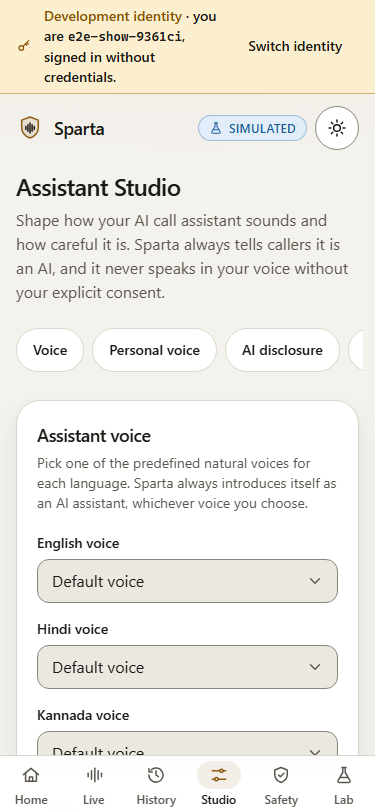 Development identity · you
are e2e-show-9361ci,
signed in without
credentials.
Switch identity
Sparta
SIMULATED
Assistant Studio
Shape how your AI call assistant sounds and
how careful it is. Sparta always tells callers it is
an AI, and it never speaks in your voice without
your explicit consent.
Voice
Personal voice
AI disclosure
Assistant voice
Pick one of the predefined natural voices for
each language. Sparta always introduces itself as
an AI assistant, whichever voice you choose.
English voice
Default voice
Hindi voice
Default voice
Kannada voice
Default voice
Home
Live
History
Studio
Safety
Lab